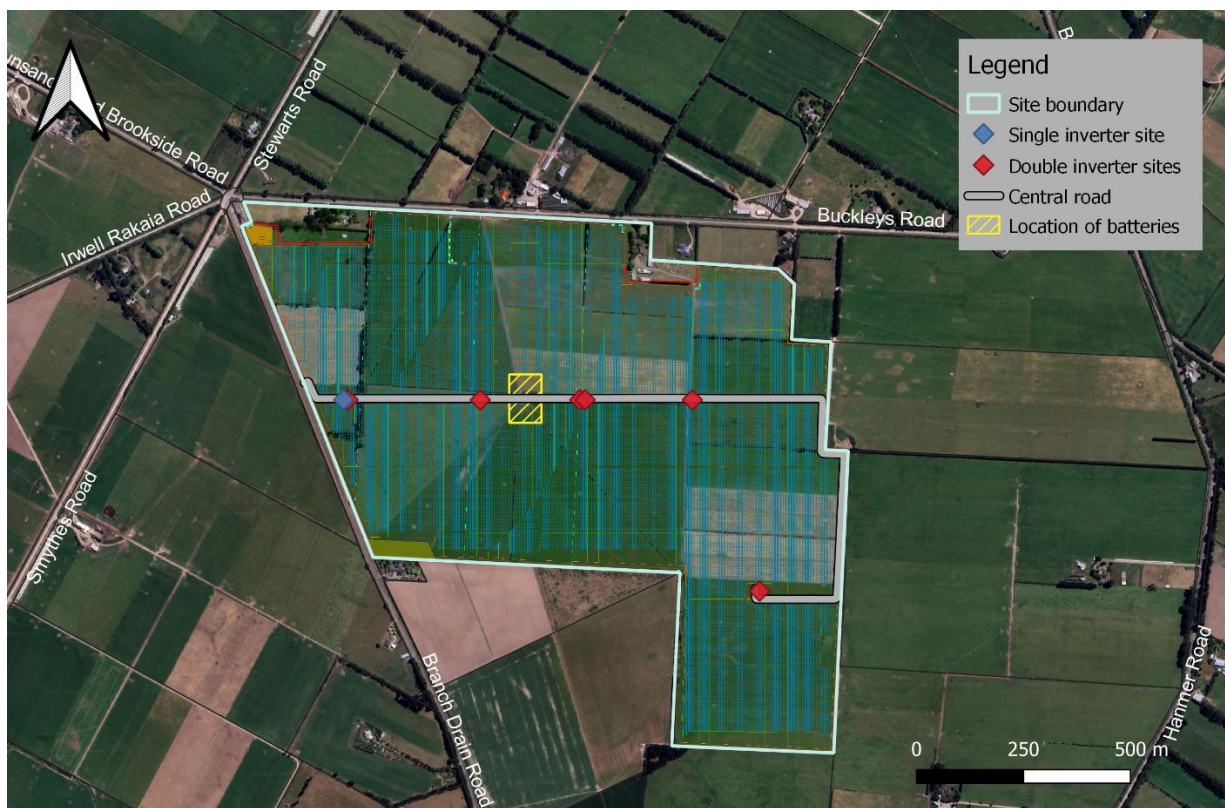 Legend
Site boundary
Single inverter site
Double inverter sites
Central road
Location of batteries
Brookside Road
Stewarts Road
Irwell Rakaia Road
Buckleys Road
Smythes Road
Branch Drain Road
Hanmer Road
0 250 500 m